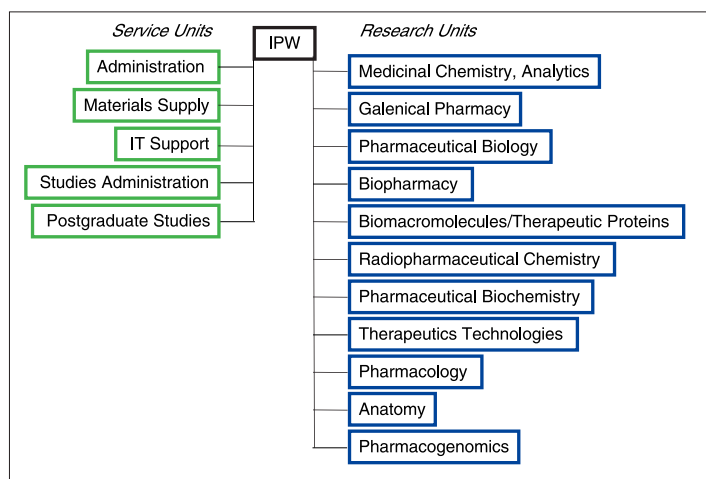 Service Units
IPW
Research Units
Administration
Materials Supply
IT Support
Studies Administration
Postgraduate Studies
Medicinal Chemistry, Analytics
Galenical Pharmacy
Pharmaceutical Biology
Biopharmacy
Biomacromolecules/Therapeutic Proteins
Radiopharmaceutical Chemistry
Pharmaceutical Biochemistry
Therapeutics Technologies
Pharmacology
Anatomy
Pharmacogenomics